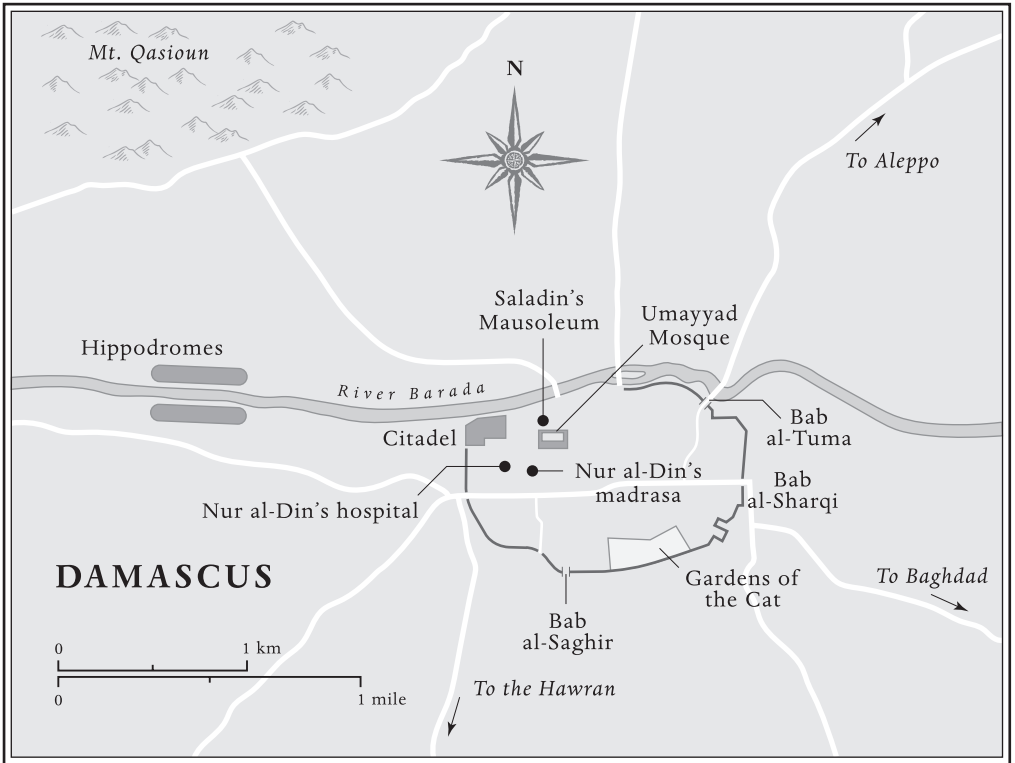 Mt. Qasioun
N
To Aleppo
Saladin's
Mausoleum
Umayyad
Mosque
Hippodromes
River Barada
Citadel
Bab
al-Tuma
Nur al-Din's
madrasa
Bab
al-Sharqi
Nur al-Din's hospital
DAMASCUS
Gardens of
the Cat
To Baghdad
Bab
al-Saghir
0
1 km
0
1 mile
To the Hawran